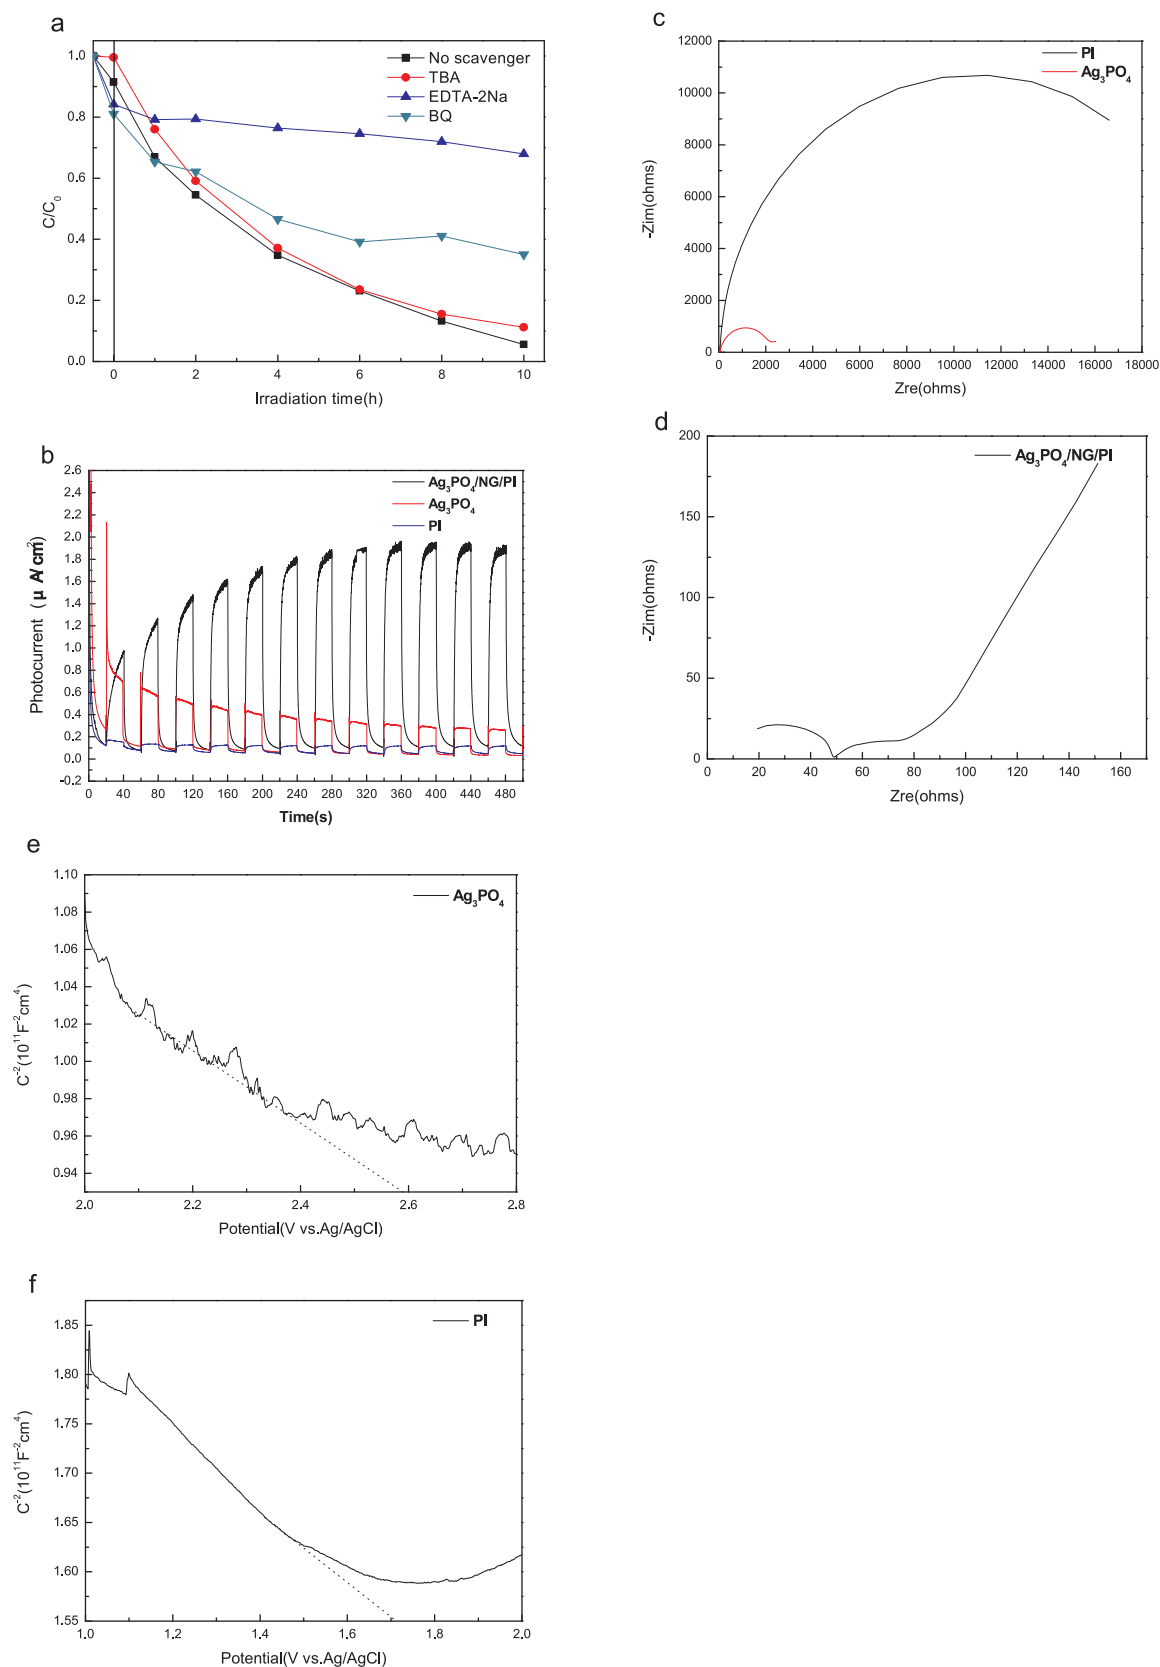 a
1.0
0.8
0.6
0.4
0.2
0.0
C/C₀
No scavenger
TBA
EDTA-2Na
BQ
0 2 4 6 8 10
Irradiation time(h)
b
2.6
2.4
2.2
2.0
1.8
1.6
1.4
1.2
1.0
0.8
0.6
0.4
0.2
0.0
-0.2
Photocurrent (μ A/cm²)
Ag₃PO₄/NG/PI
Ag₃PO₄
PI
0 40 80 120 160 200 240 280 320 360 400 440 480
Time(s)
c
12000
10000
8000
6000
4000
2000
0
-Zim(ohms)
PI
Ag₃PO₄
0 2000 4000 6000 8000 10000 12000 14000 16000 18000
Zre(ohms)
d
200
150
100
50
0
-Zim(ohms)
Ag₃PO₄/NG/PI
0 20 40 60 80 100 120 140 160
Zre(ohms)
e
1.10
1.08
1.06
1.04
1.02
1.00
0.98
0.96
0.94
C⁻²(10¹¹F⁻²cm⁴)
Ag₃PO₄
2.0 2.2 2.4 2.6 2.8
Potential(V vs.Ag/AgCl)
f
1.85
1.80
1.75
1.70
1.65
1.60
1.55
C⁻²(10¹¹F⁻²cm⁴)
PI
1.0 1.2 1.4 1.6 1.8 2.0
Potential(V vs.Ag/AgCl)